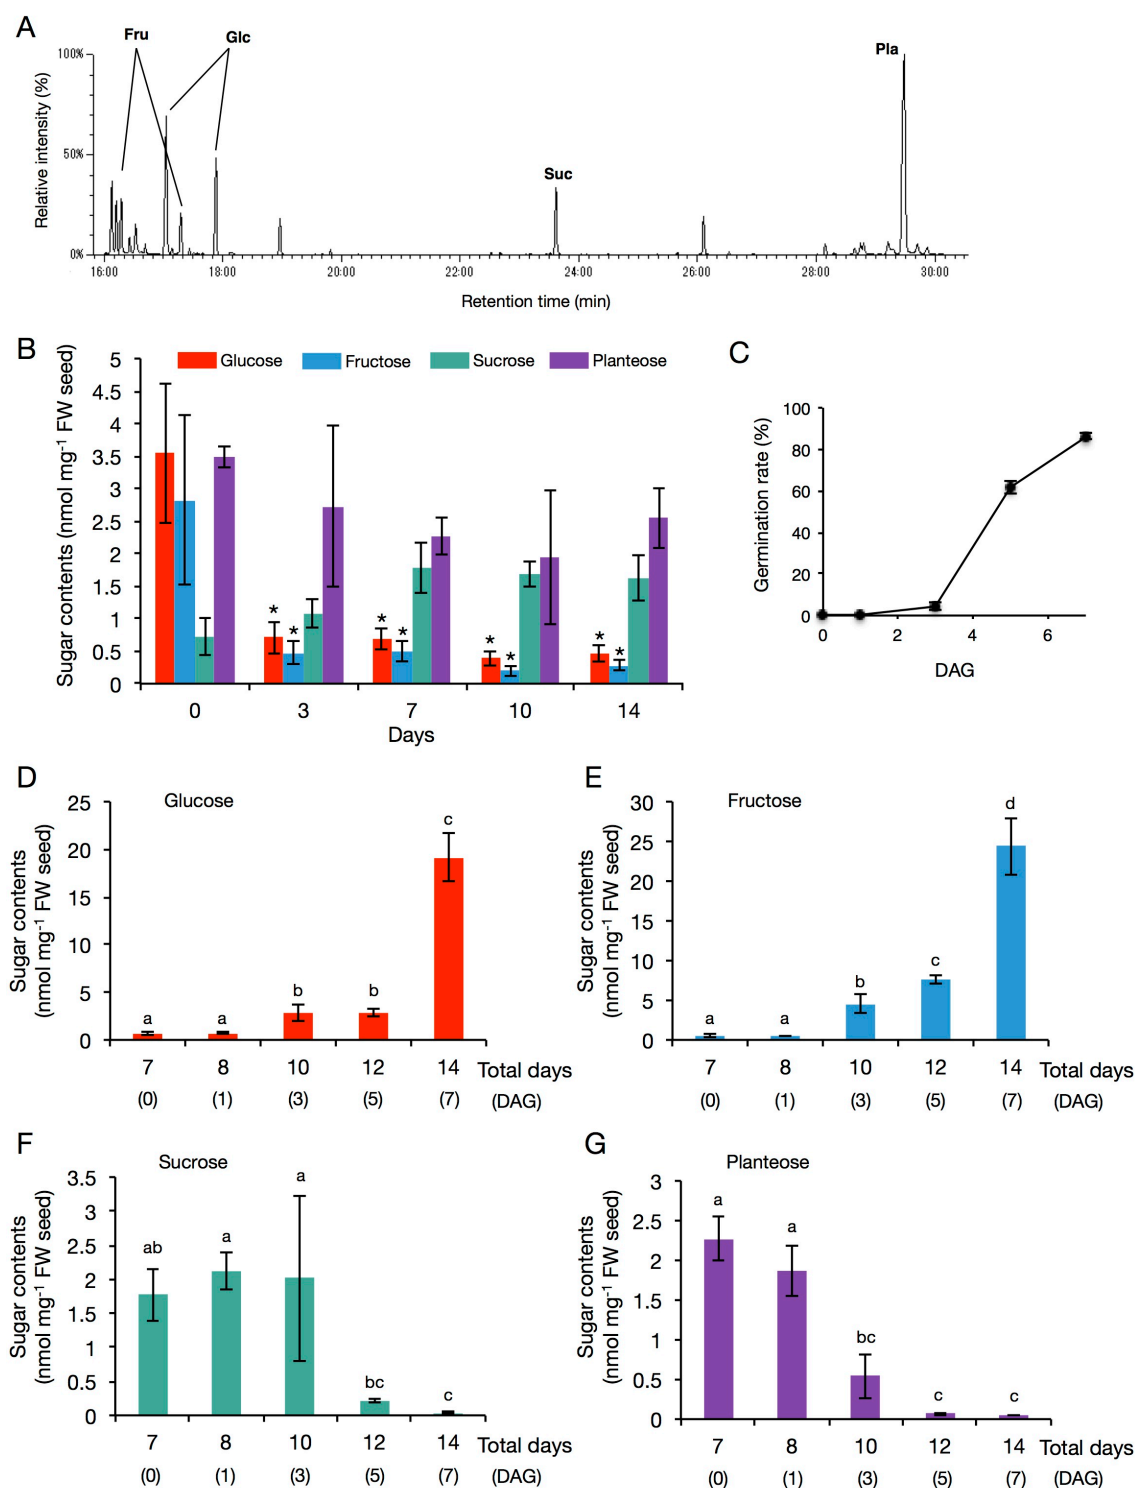 A
Fru
Glc
Pla
Suc
100%
50%
0%
Relative intensity (%)
16:00 18:00 20:00 22:00 24:00 26:00 28:00 30:00
Retention time (min)
B
Glucose Fructose Sucrose Planteose
Sugar contents (nmol mg⁻¹ FW seed)
5
4.5
4
3.5
3
2.5
2
1.5
1
0.5
0
* * * * * * * *
0 3 7 10 14
Days
C
Germination rate (%)
100
80
60
40
20
0
0 2 4 6
DAG
D
Glucose
Sugar contents
(nmol mg⁻¹ FW seed)
25
20
15
10
5
0
a a b b c
7 8 10 12 14 Total days
(0) (1) (3) (5) (7) (DAG)
E
Fructose
Sugar contents
(nmol mg⁻¹ FW seed)
30
25
20
15
10
5
0
a a b c d
7 8 10 12 14 Total days
(0) (1) (3) (5) (7) (DAG)
F
Sucrose
Sugar contents
(nmol mg⁻¹ FW seed)
3.5
3
2.5
2
1.5
1
0.5
0
ab a a bc c
7 8 10 12 14 Total days
(0) (1) (3) (5) (7) (DAG)
G
Planteose
Sugar contents
(nmol mg⁻¹ FW seed)
3
2.5
2
1.5
1
0.5
0
a a bc c c
7 8 10 12 14 Total days
(0) (1) (3) (5) (7) (DAG)